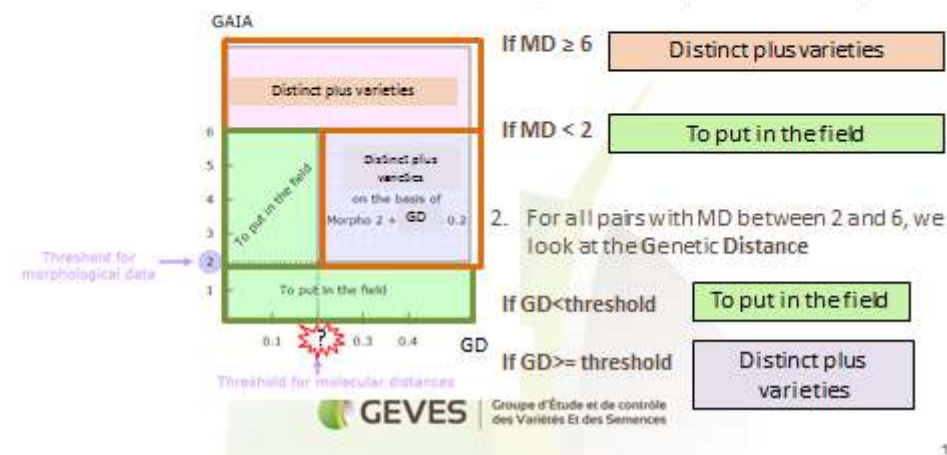 GAIA
If MD ≥ 6
Distinct plus varieties
Distinct plus varieties
If MD < 2
To put in the field
6
5
4
3
2
1
To put in the field
Distinct plus
varieties
on the basis of
Morpho 2 + GD 0.2
Threshold for
morphological data
To put in the field
2. For all pairs with MD between 2 and 6, we
look at the Genetic Distance
If GD<threshold
To put in the field
0.1
?
0.3
0.4
GD
Threshold for molecular distances
If GD>= threshold
Distinct plus
varieties
GEVES
Groupe d'Étude et de contrôle
des Variétés Et des Semences
1